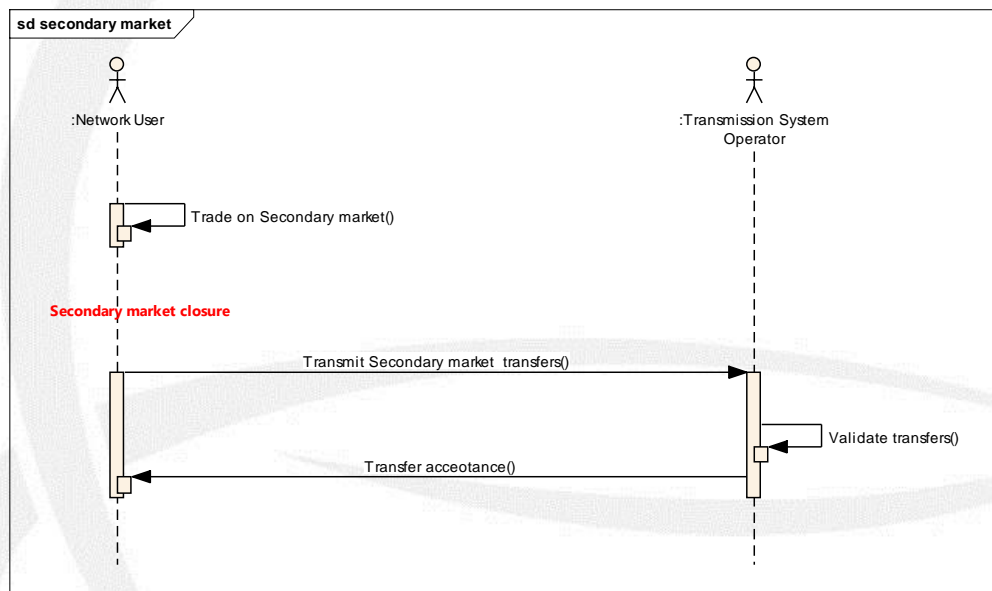 sd secondary market
:Network User
:Transmission System
Operator
Trade on Secondary market()
Secondary market closure
Transmit Secondary market transfers()
Validate transfers()
Transfer acceotance()